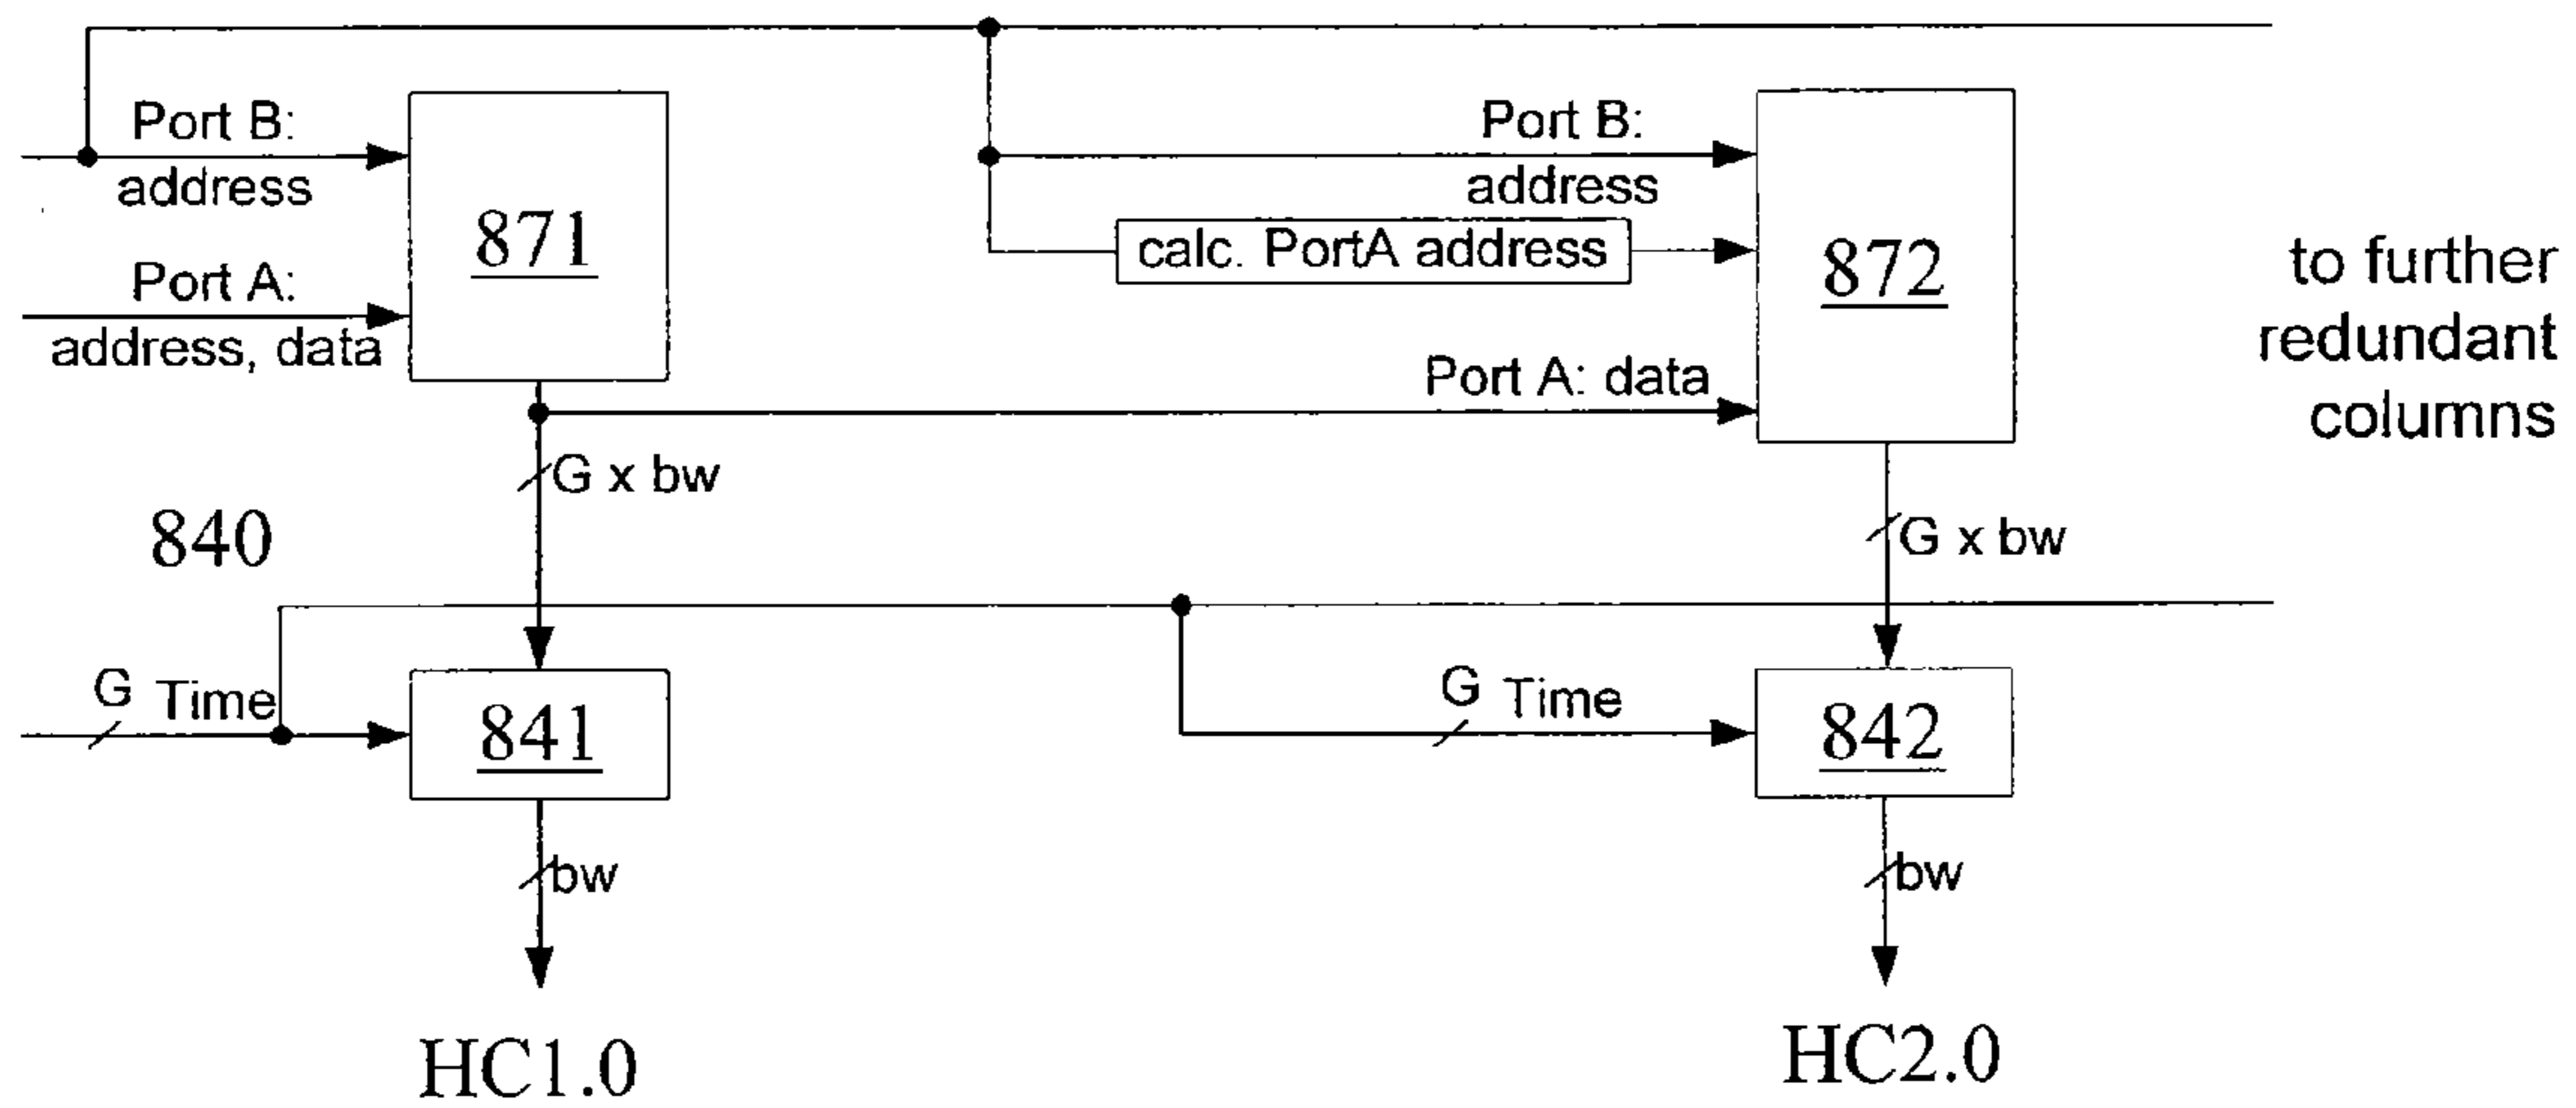 Port B:
address
871
Port A:
address, data
Port B:
address
calc. PortA address
872
Port A: data
to further
redundant
columns
G x bw
G x bw
840
G Time
841
G Time
842
bw
bw
HC1.0
HC2.0